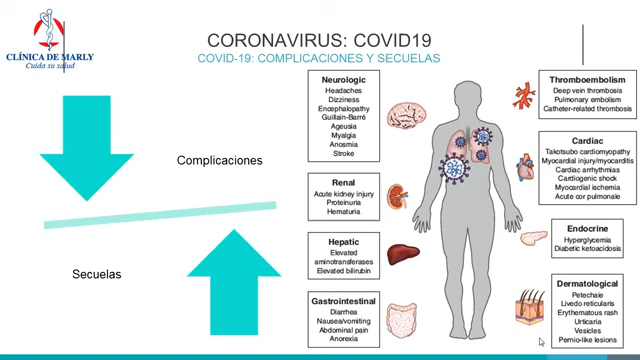 CLÍNICA DE MARLY
Cuida su salud
CORONAVIRUS: COVID19
COVID-19: COMPLICACIONES Y SECUELAS
Complicaciones
Secuelas
Neurologic
Headaches
Dizziness
Encephalopathy
Guillain-Barré
Ageusia
Myalgia
Anosmia
Stroke
Renal
Acute kidney injury
Proteinuria
Hematuria
Hepatic
Elevated
aminotransferases
Elevated bilirubin
Gastrointestinal
Diarrhea
Nausea/vomiting
Abdominal pain
Anorexia
Thromboembolism
Deep vein thrombosis
Pulmonary embolism
Catheter-related thrombosis
Cardiac
Takotsubo cardiomyopathy
Myocardial injury/myocarditis
Cardiac arrhythmias
Cardiogenic shock
Myocardial ischemia
Acute cor pulmonale
Endocrine
Hyperglycemia
Diabetic ketoacidosis
Dermatological
Petechaie
Livedo reticularis
Erythematous rash
Urticaria
Vesicles
Pernio-like lesions